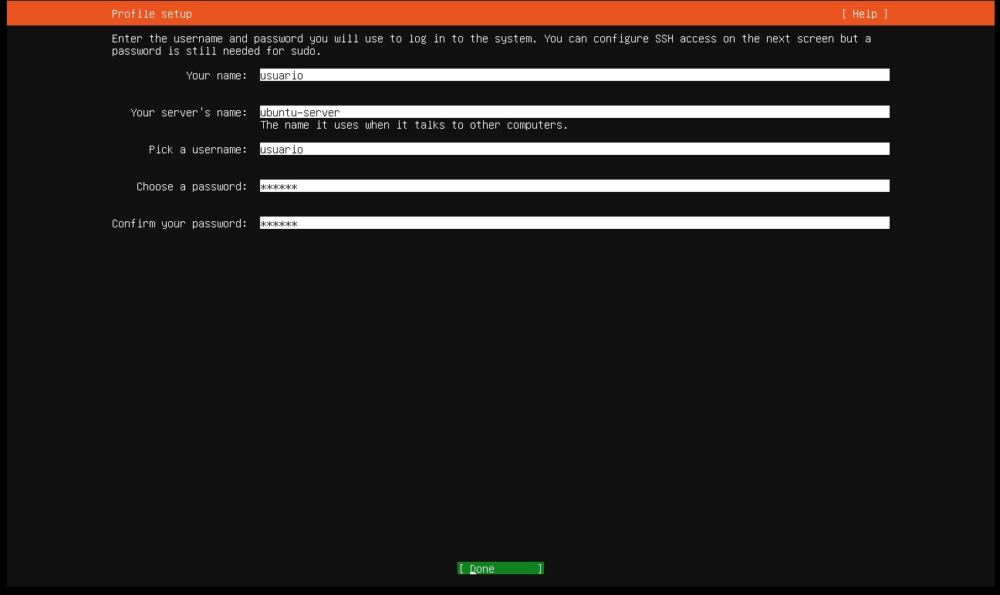 Profile setup [ Help ]
Enter the username and password you will use to log in to the system. You can configure SSH access on the next screen but a
password is still needed for sudo.
Your name: usuario
Your server's name: ubuntu-server
The name it uses when it talks to other computers.
Pick a username: usuario
Choose a password: ******
Confirm your password: ******
[ Done ]